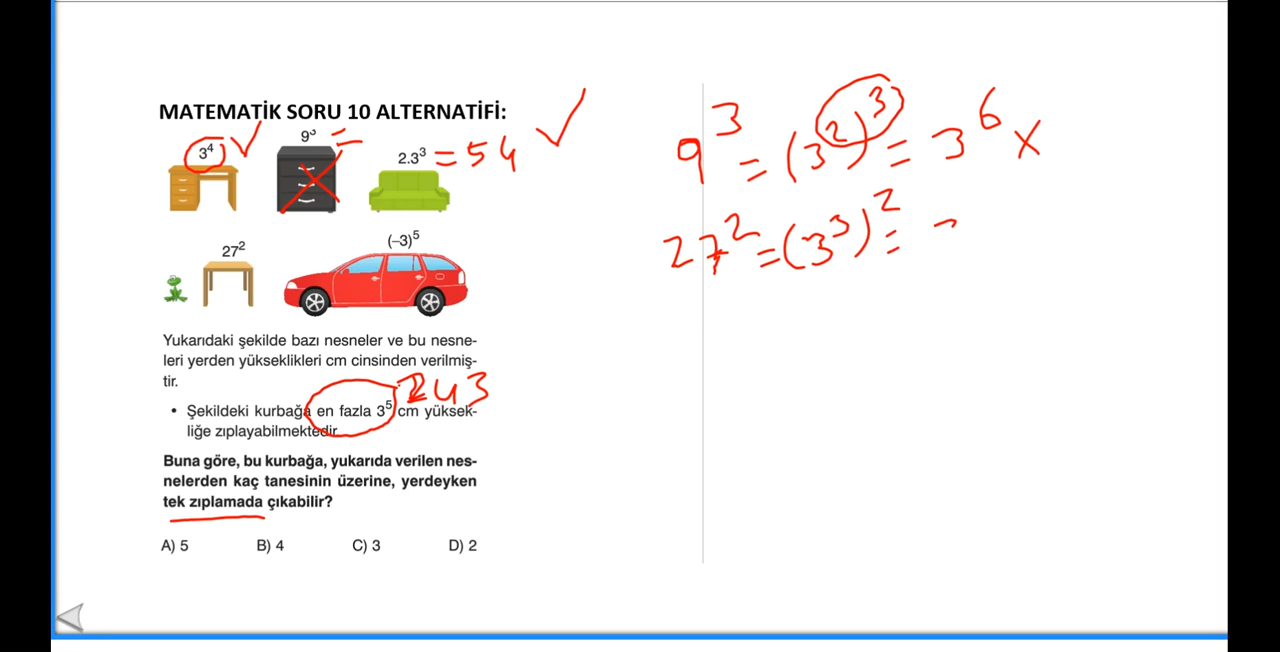 MATEMATİK SORU 10 ALTERNATİFİ:
3⁴ 9³ = 2.3³ = 54
27² (–3)⁵
Yukarıdaki şekilde bazı nesneler ve bu nesne-
leri yerden yükseklikleri cm cinsinden verilmiş-
tir.
243
• Şekildeki kurbağa en fazla 3⁵ cm yüksek-
liğe zıplayabilmektedir.
Buna göre, bu kurbağa, yukarıda verilen nes-
nelerden kaç tanesinin üzerine, yerdeyken
tek zıplamada çıkabilir?
A) 5 B) 4 C) 3 D) 2
9³ = (3²)³ = 3⁶ x
27² = (3³)² =